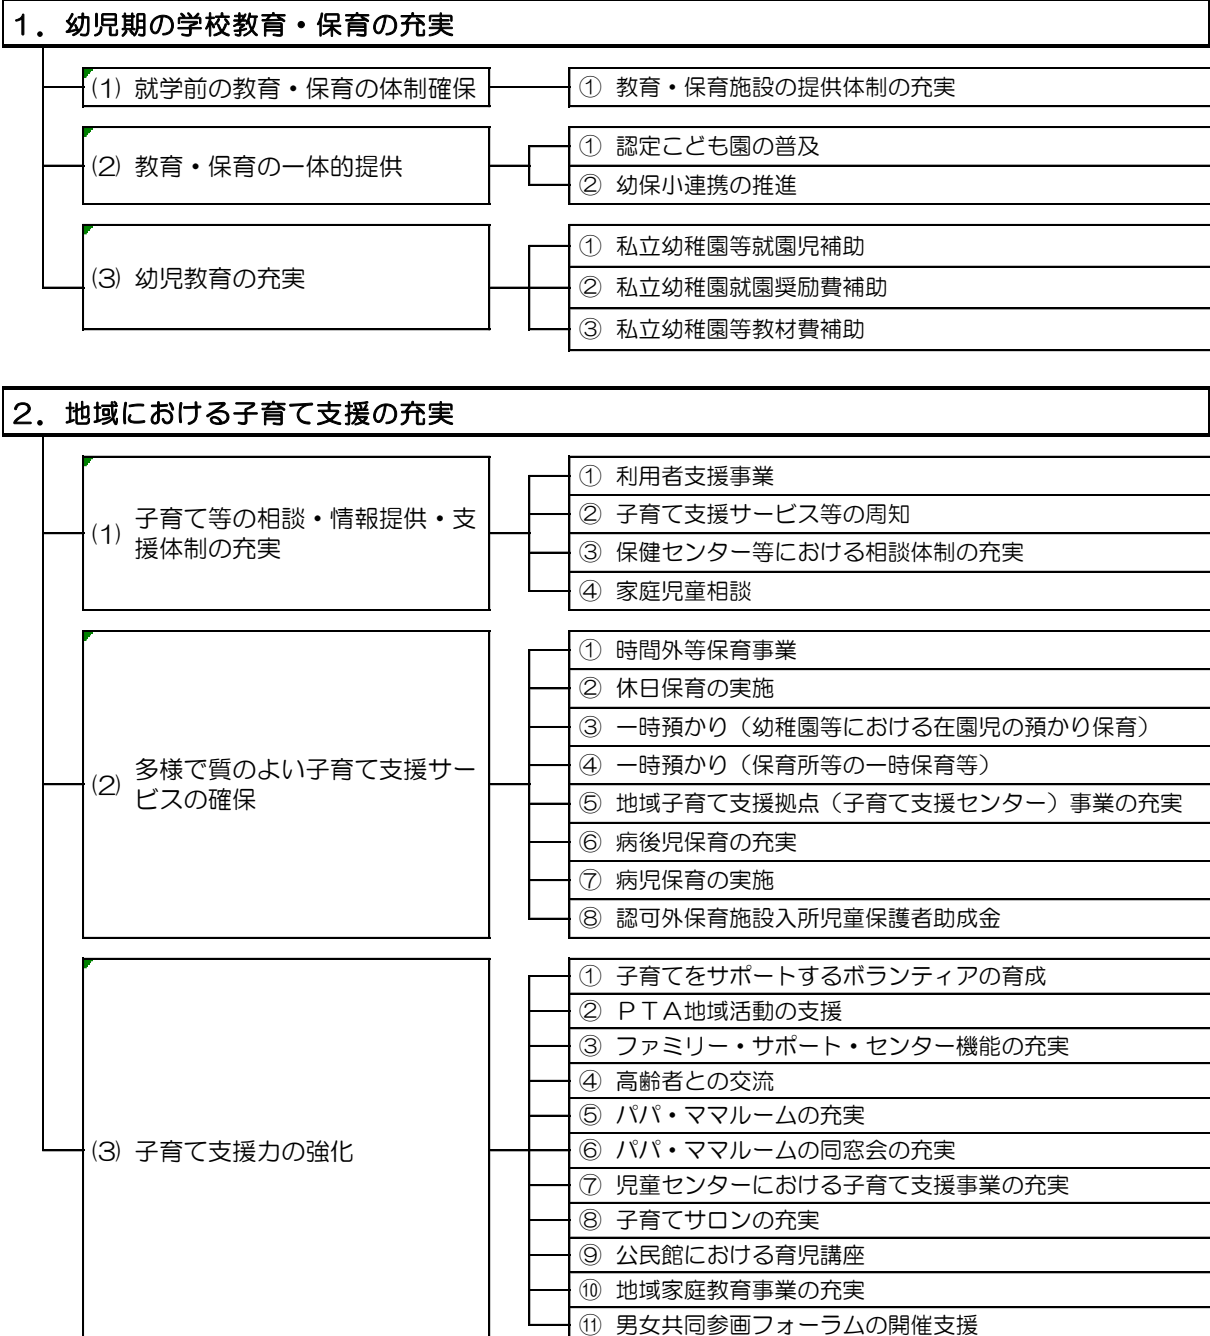 １．幼児期の学校教育・保育の充実
(1) 就学前の教育・保育の体制確保
① 教育・保育施設の提供体制の充実
(2) 教育・保育の一体的提供
① 認定こども園の普及
② 幼保小連携の推進
(3) 幼児教育の充実
① 私立幼稚園等就園児補助
② 私立幼稚園就園奨励費補助
③ 私立幼稚園等教材費補助
２．地域における子育て支援の充実
(1) 子育て等の相談・情報提供・支
援体制の充実
① 利用者支援事業
② 子育て支援サービス等の周知
③ 保健センター等における相談体制の充実
④ 家庭児童相談
(2) 多様で質のよい子育て支援サー
ビスの確保
① 時間外等保育事業
② 休日保育の実施
③ 一時預かり（幼稚園等における在園児の預かり保育）
④ 一時預かり（保育所等の一時保育等）
⑤ 地域子育て支援拠点（子育て支援センター）事業の充実
⑥ 病後児保育の充実
⑦ 病児保育の実施
⑧ 認可外保育施設入所児童保護者助成金
(3) 子育て支援力の強化
① 子育てをサポートするボランティアの育成
② ＰＴＡ地域活動の支援
③ ファミリー・サポート・センター機能の充実
④ 高齢者との交流
⑤ パパ・ママルームの充実
⑥ パパ・ママルームの同窓会の充実
⑦ 児童センターにおける子育て支援事業の充実
⑧ 子育てサロンの充実
⑨ 公民館における育児講座
⑩ 地域家庭教育事業の充実
⑪ 男女共同参画フォーラムの開催支援